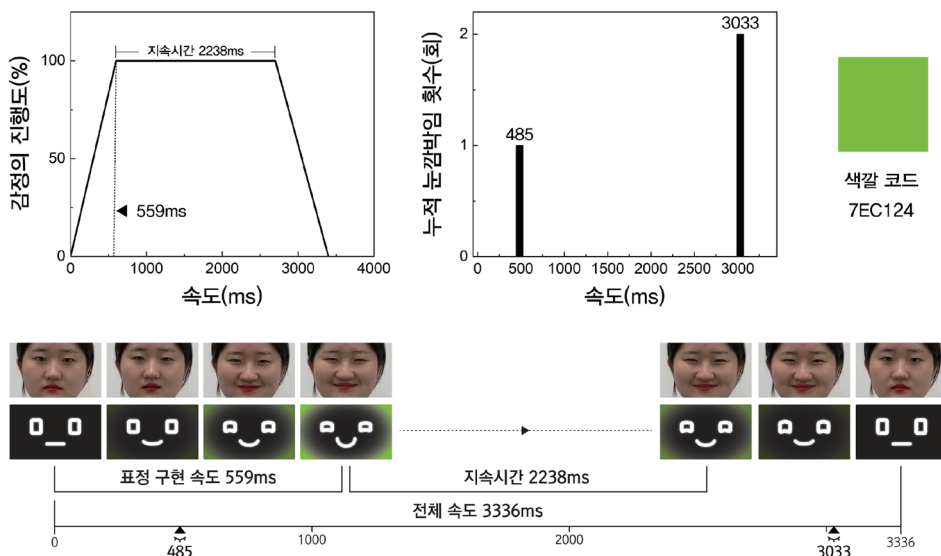 지속시간 2238ms
감정의 진행도(%)
100
50
0
559ms
0 1000 2000 3000 4000
속도(ms)
누적 눈깜박임 횟수(회)
2
1
0
485
3033
0 500 1000 1500 2000 2500 3000
속도(ms)
색깔 코드
7EC124
표정 구현 속도 559ms
지속시간 2238ms
전체 속도 3336ms
0 485 1000 2000 3033 3336